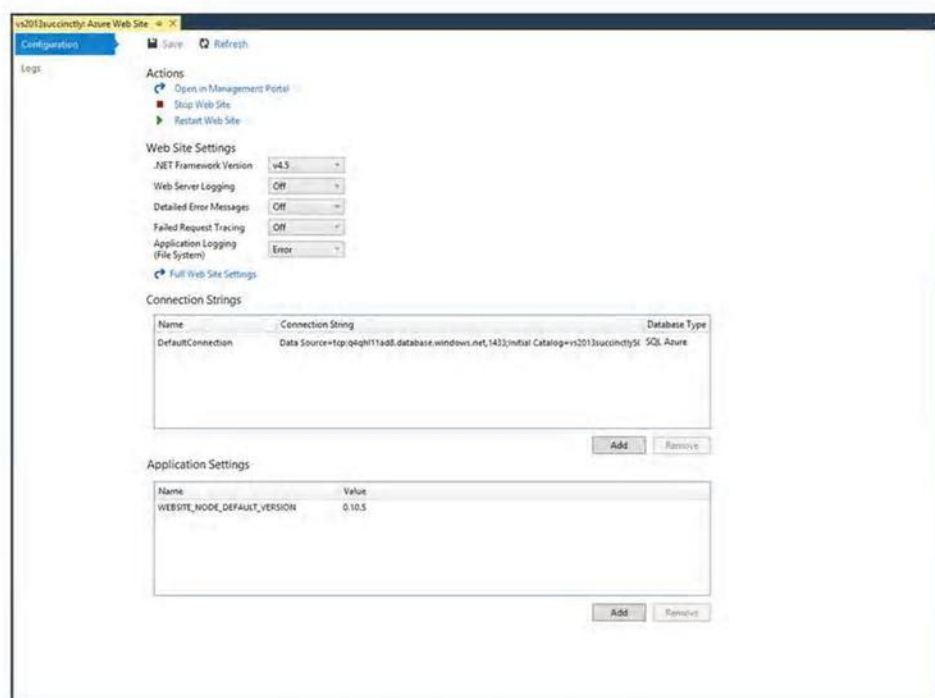 vs2013succinctly: Azure Web Site
Configuration
Logs
Save Refresh
Actions
Open in Management Portal
Stop Web Site
Restart Web Site
Web Site Settings
.NET Framework Version v4.5
Web Server Logging Off
Detailed Error Messages Off
Failed Request Tracing Off
Application Logging
(File System) Error
Full Web Site Settings
Connection Strings
Name Connection String Database Type
DefaultConnection Data Source=tcp:q4qhl11ad8.database.windows.net,1433;Initial Catalog=vs2013succinctlySQ SQL Azure
Add Remove
Application Settings
Name Value
WEBSITE_NODE_DEFAULT_VERSION 0.10.5
Add Remove